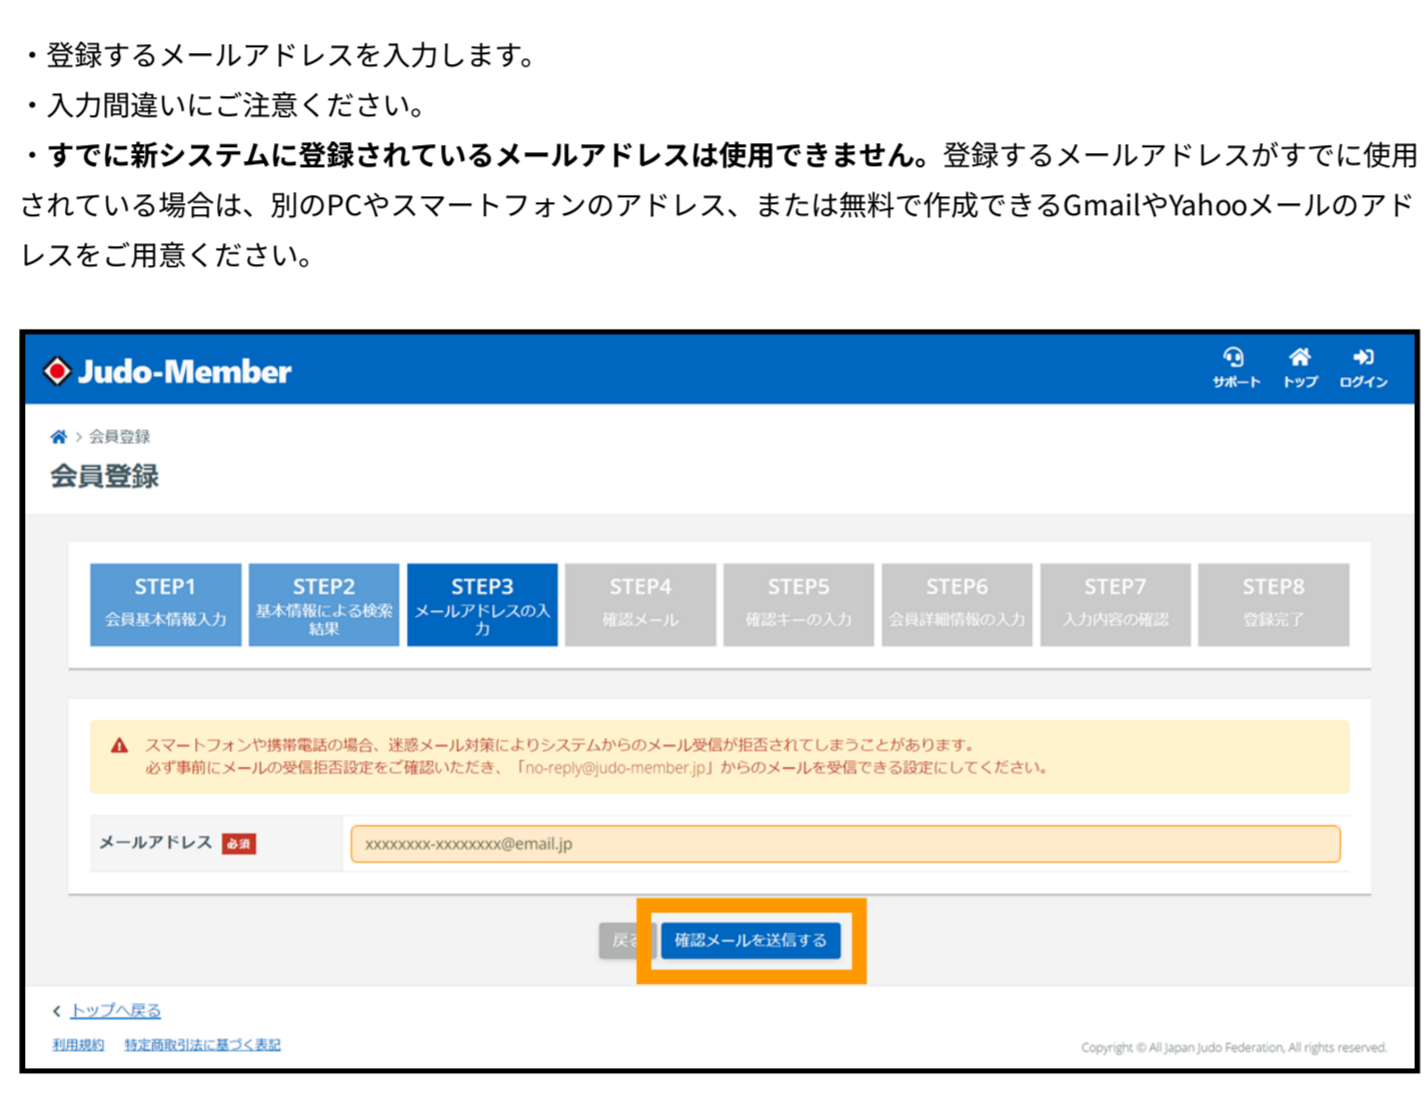 ・登録するメールアドレスを入力します。
・入力間違いにご注意ください。
・すでに新システムに登録されているメールアドレスは使用できません。登録するメールアドレスがすでに使用
されている場合は、別のPCやスマートフォンのアドレス、または無料で作成できるGmailやYahooメールのアド
レスをご用意ください。
Judo-Member
サポート トップ ログイン
> 会員登録
会員登録
STEP1
会員基本情報入力
STEP2
基本情報による検索
結果
STEP3
メールアドレスの入
力
STEP4
確認メール
STEP5
確認キーの入力
STEP6
会員詳細情報の入力
STEP7
入力内容の確認
STEP8
登録完了
スマートフォンや携帯電話の場合、迷惑メール対策によりシステムからのメール受信が拒否されてしまうことがあります。
必ず事前にメールの受信拒否設定をご確認いただき、「no-reply@judo-member.jp」からのメールを受信できる設定にしてください。
メールアドレス 必須
xxxxxxxx-xxxxxxxx@email.jp
戻る 確認メールを送信する
トップへ戻る
利用規約 特定商取引法に基づく表記
Copyright © All Japan Judo Federation, All rights reserved.